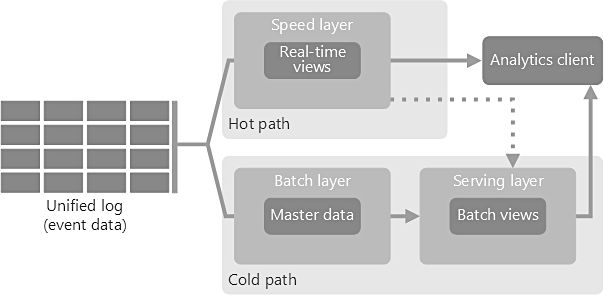 Speed layer
Real-time
views
Analytics client
Hot path
Unified log
(event data)
Batch layer
Master data
Serving layer
Batch views
Cold path